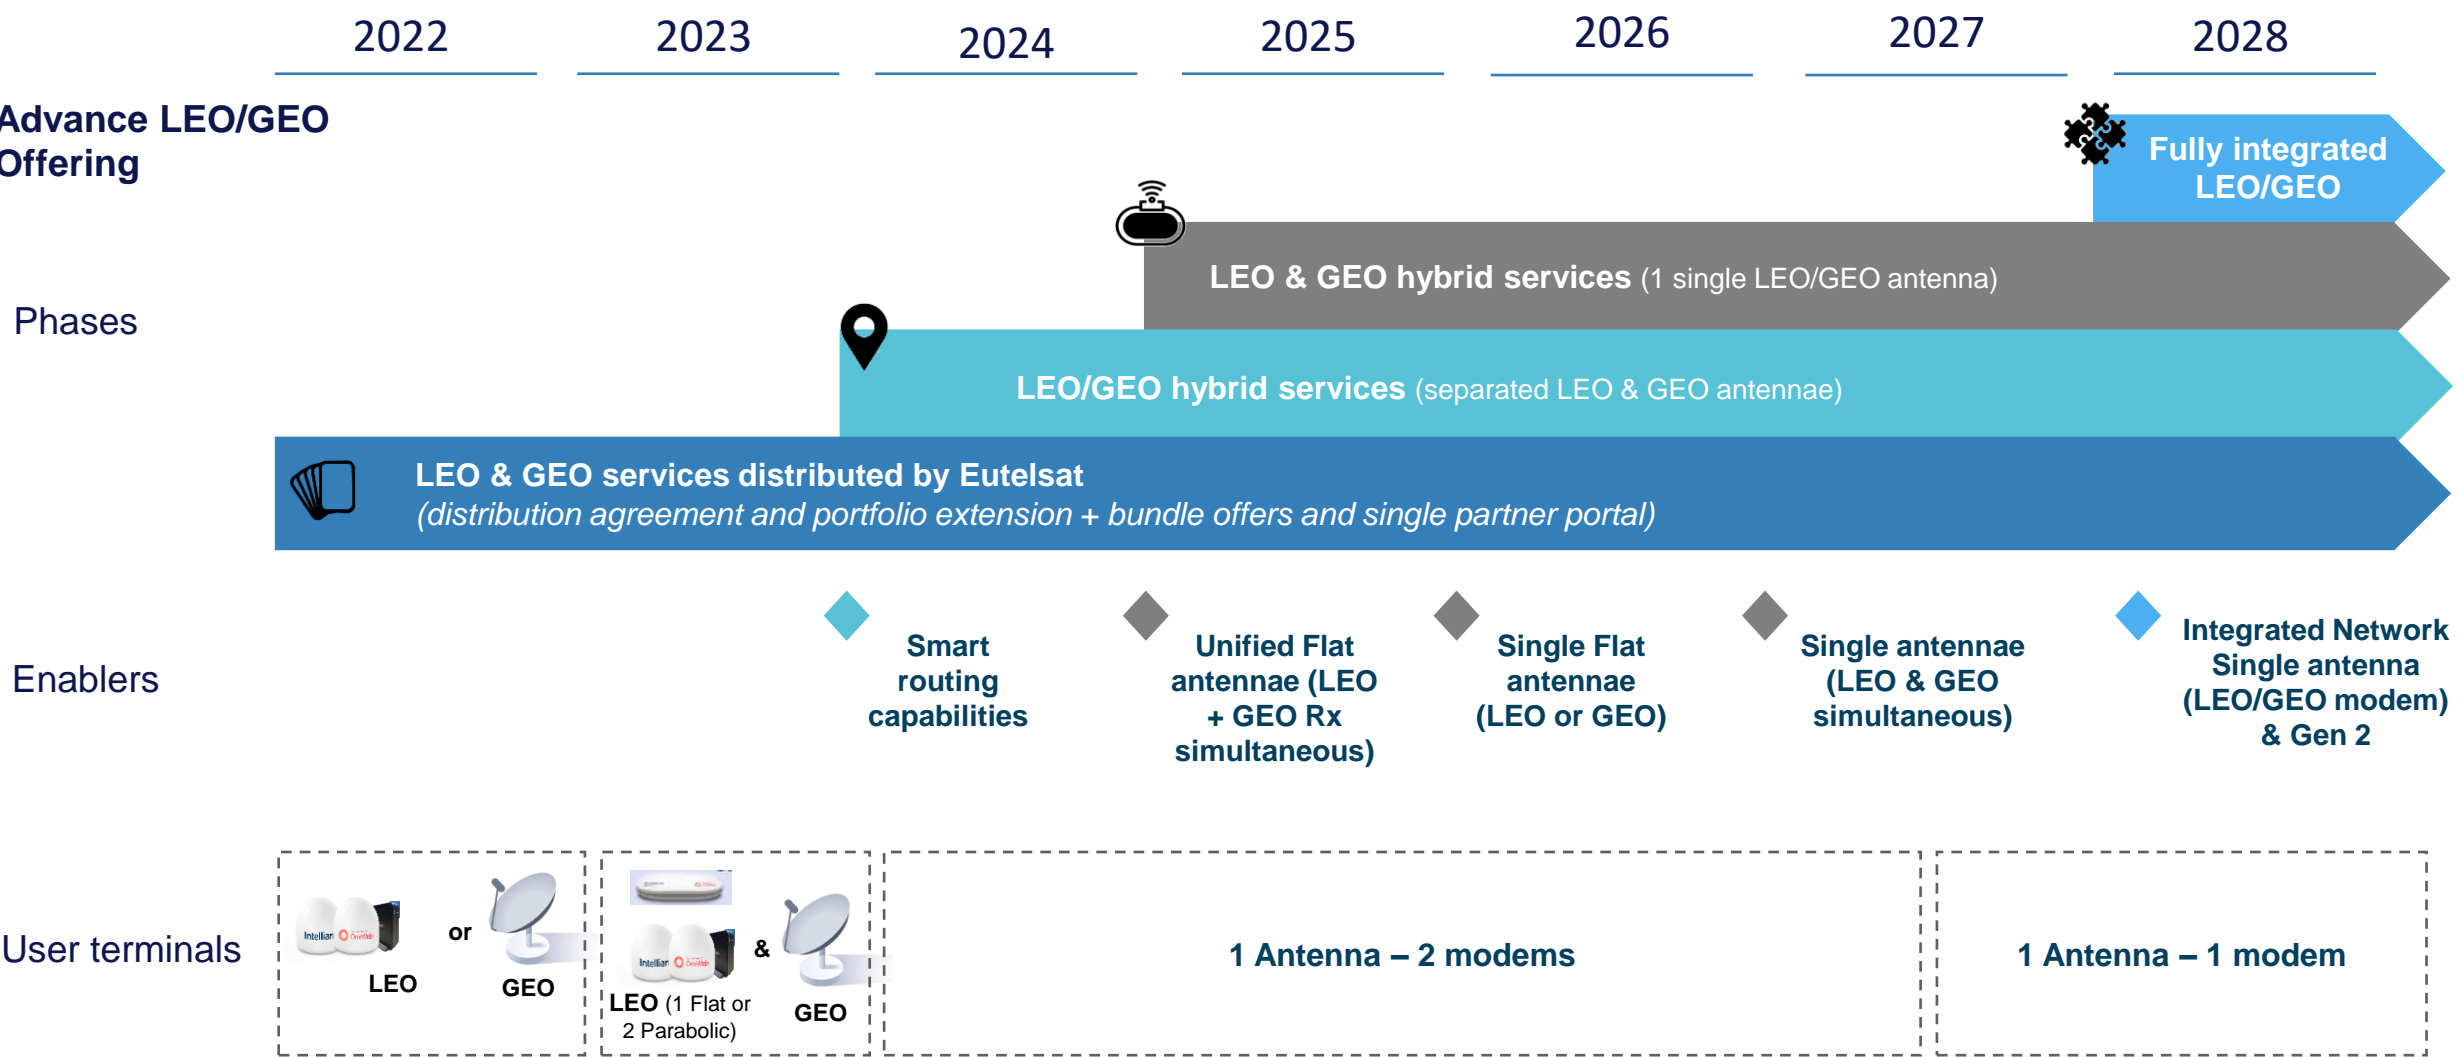 2022 2023 2024 2025 2026 2027 2028
Advance LEO/GEO
Offering
Fully integrated
LEO/GEO
LEO & GEO hybrid services (1 single LEO/GEO antenna)
Phases
LEO/GEO hybrid services (separated LEO & GEO antennae)
LEO & GEO services distributed by Eutelsat
(distribution agreement and portfolio extension + bundle offers and single partner portal)
Enablers
Smart
routing
capabilities
Unified Flat
antennae (LEO
+ GEO Rx
simultaneous)
Single Flat
antennae
(LEO or GEO)
Single antennae
(LEO & GEO
simultaneous)
Integrated Network
Single antenna
(LEO/GEO modem)
& Gen 2
User terminals
Intellian OneWeb
LEO
or
GEO
Intellian OneWeb
LEO (1 Flat or
2 Parabolic)
&
GEO
1 Antenna – 2 modems
1 Antenna – 1 modem